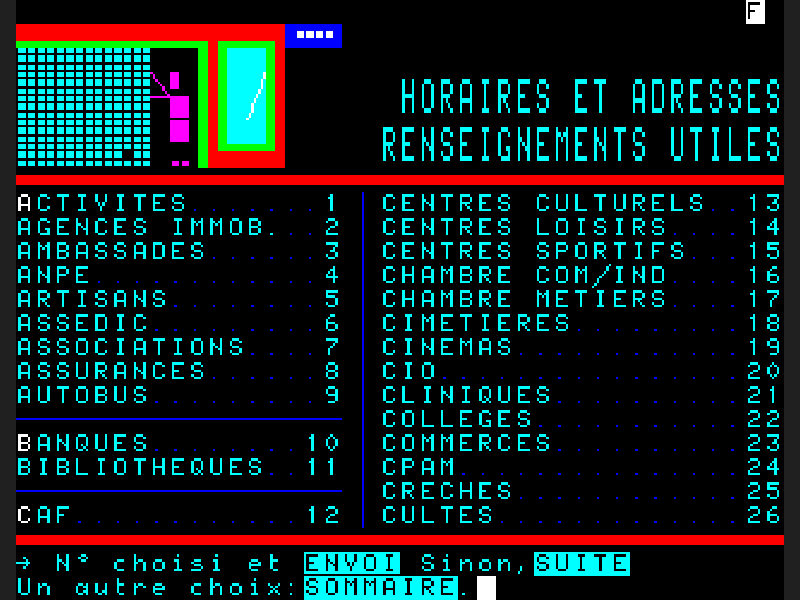 F
HORAIRES ET ADRESSES
RENSEIGNEMENTS UTILES
ACTIVITES.......1
AGENCES IMMOB. . 2
AMBASSADES......3
ANPE............4
ARTISANS........5
ASSEDIC.........6
ASSOCIATIONS....7
ASSURANCES......8
AUTOBUS.........9
BANQUES........10
BIBLIOTHEQUES..11
CAF............12
CENTRES CULTURELS..13
CENTRES LOISIRS....14
CENTRES SPORTIFS...15
CHAMBRE COM/IND....16
CHAMBRE METIERS....17
CIMETIERES.........18
CINEMAS............19
CIO................20
CLINIQUES..........21
COLLEGES...........22
COMMERCES..........23
CPAM...............24
CRECHES............25
CULTES.............26
→ N° choisi et ENVOI Sinon, SUITE
Un autre choix: SOMMAIRE.